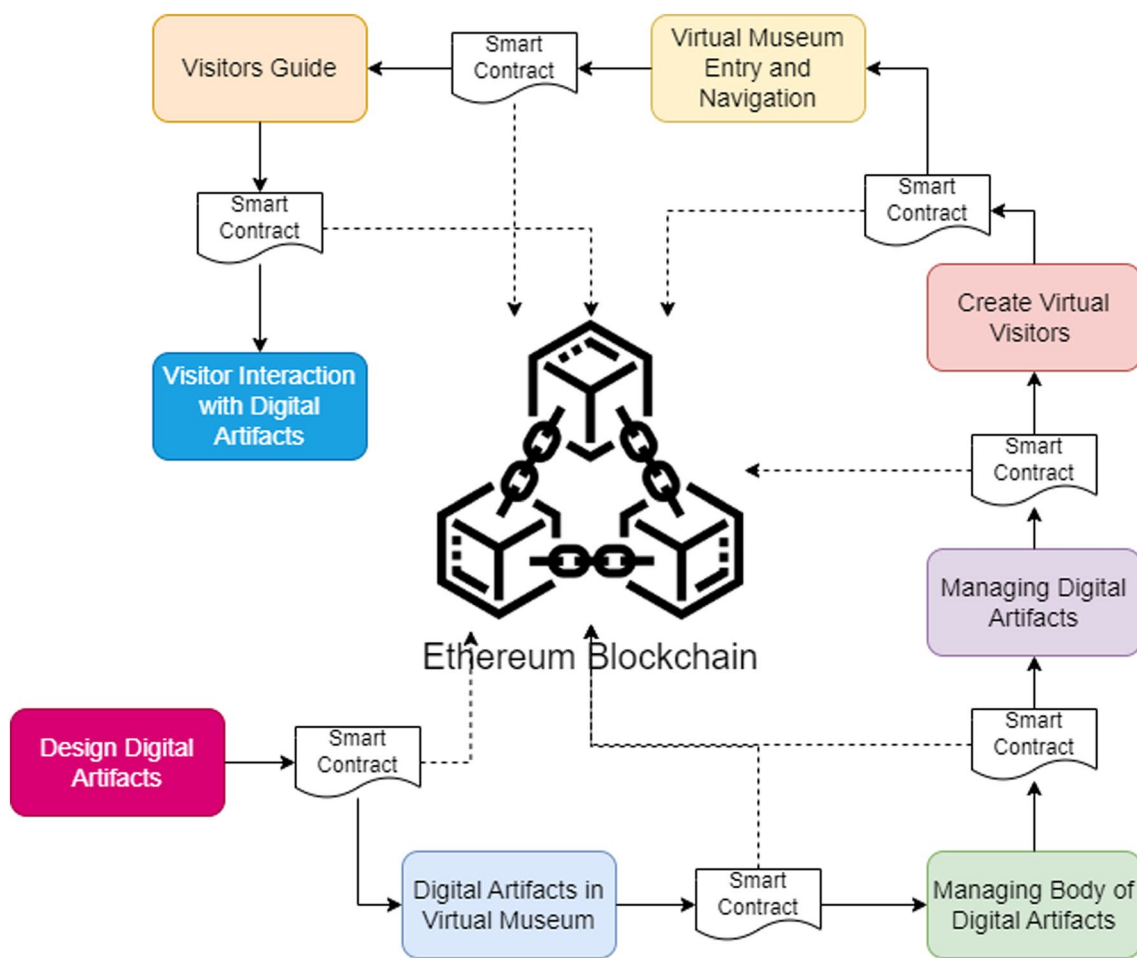 Visitors Guide
Smart
Contract
Virtual Museum
Entry and
Navigation
Smart
Contract
Smart
Contract
Create Virtual
Visitors
Visitor Interaction
with Digital
Artifacts
Smart
Contract
Managing Digital
Artifacts
Ethereum Blockchain
Design Digital
Artifacts
Smart
Contract
Smart
Contract
Digital Artifacts in
Virtual Museum
Smart
Contract
Managing Body of
Digital Artifacts